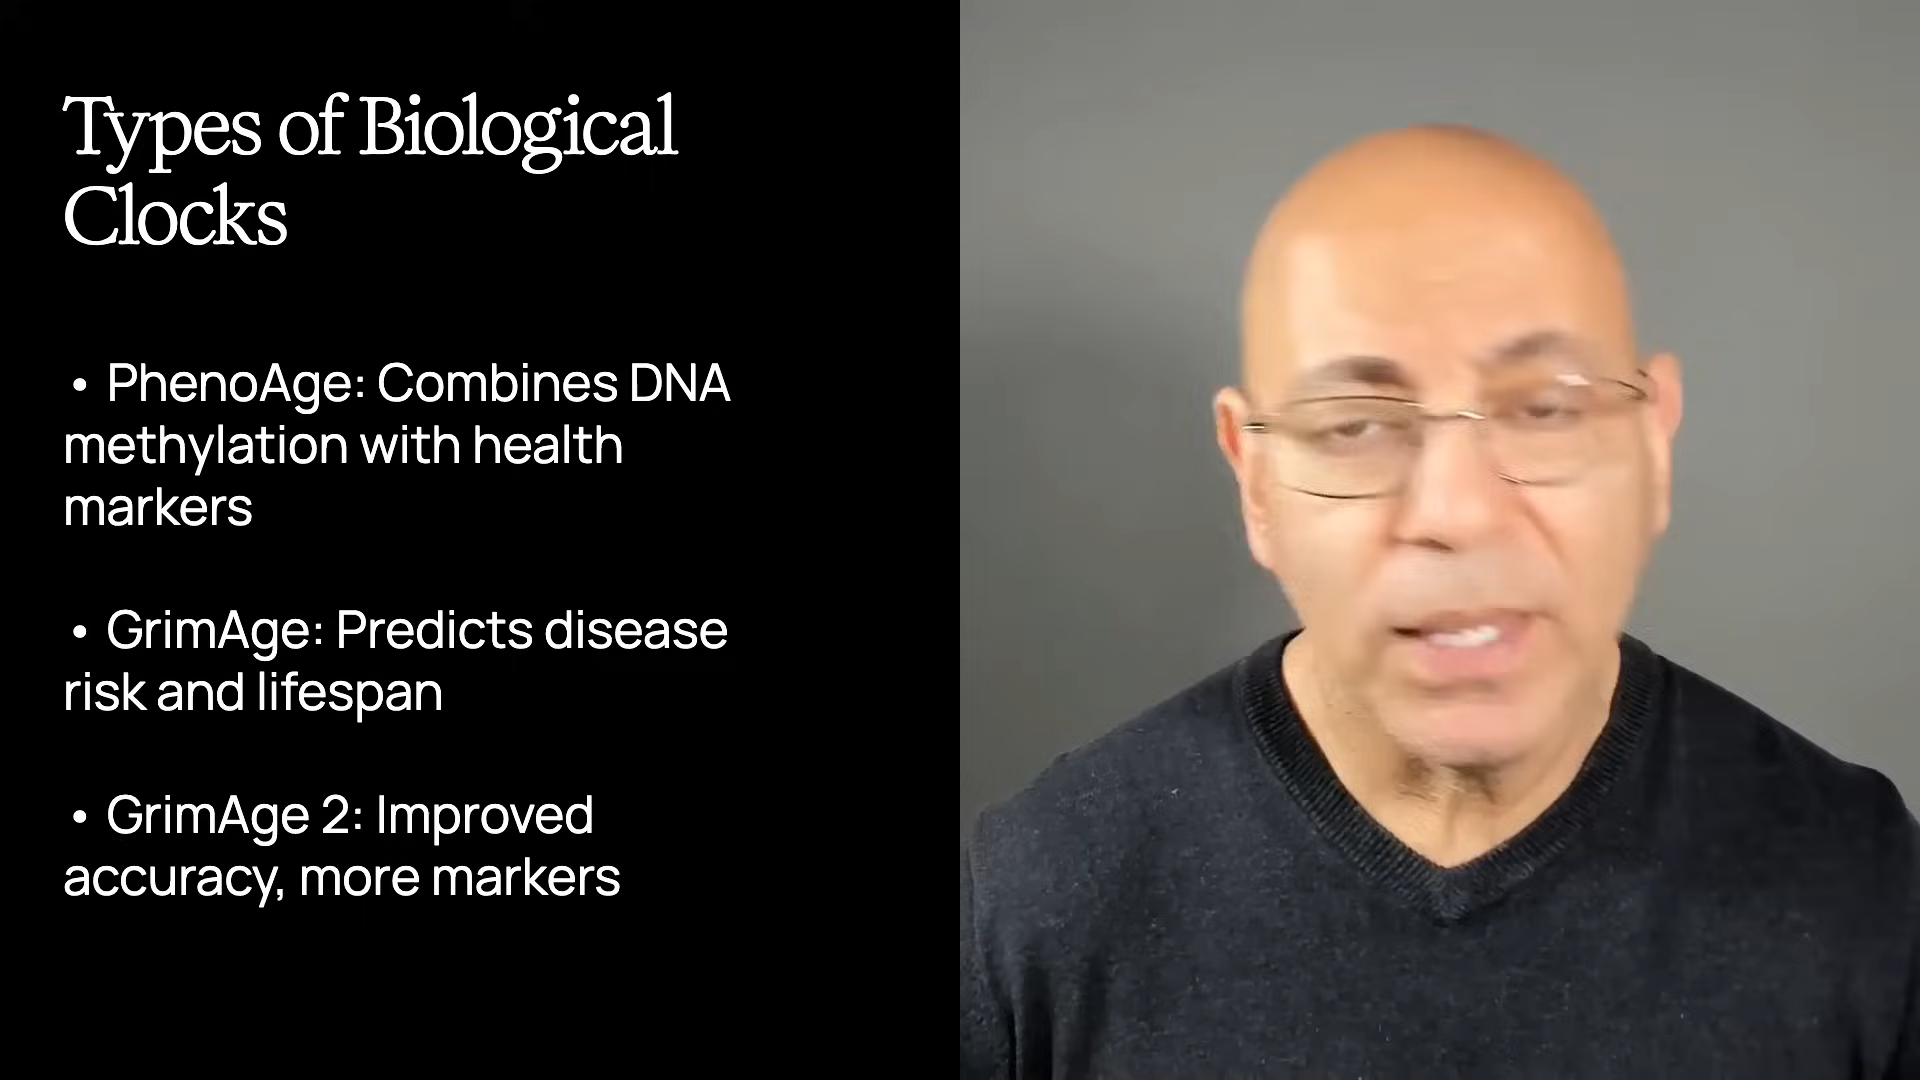 Types of Biological
Clocks
• PhenoAge: Combines DNA
methylation with health
markers
• GrimAge: Predicts disease
risk and lifespan
• GrimAge 2: Improved
accuracy, more markers